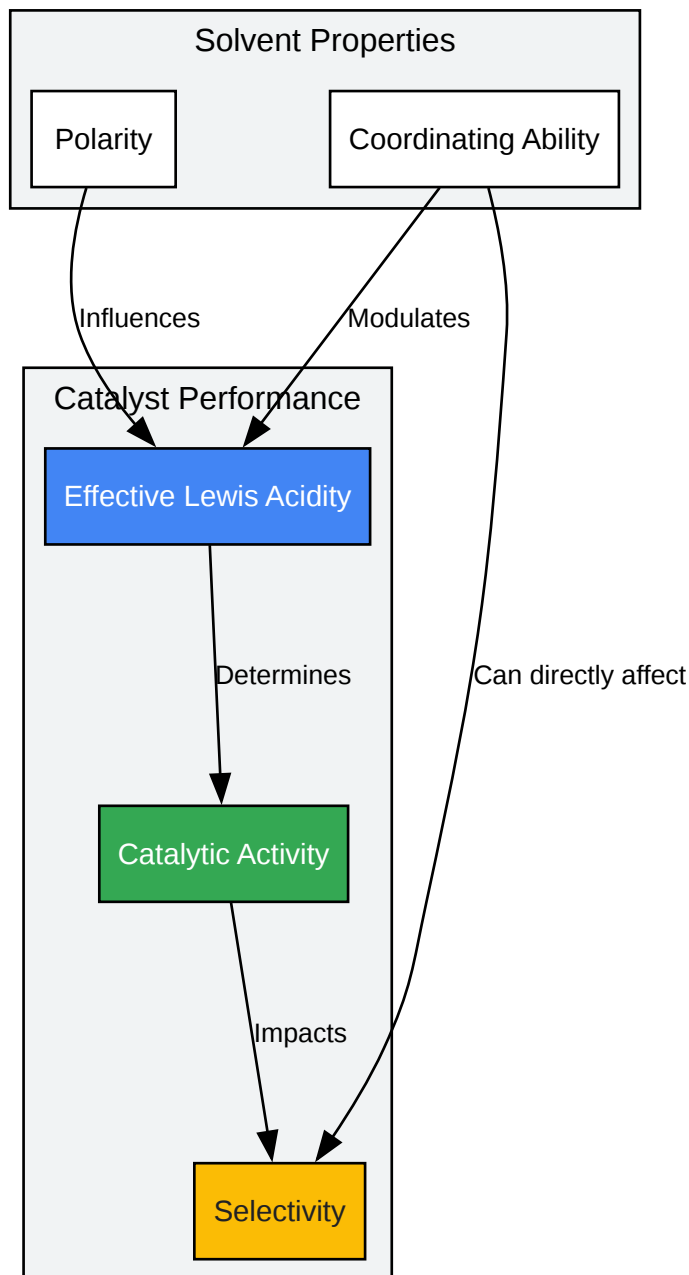 Solvent Properties
Polarity
Coordinating Ability
Influences
Modulates
Catalyst Performance
Effective Lewis Acidity
Determines
Can directly affect
Catalytic Activity
Impacts
Selectivity